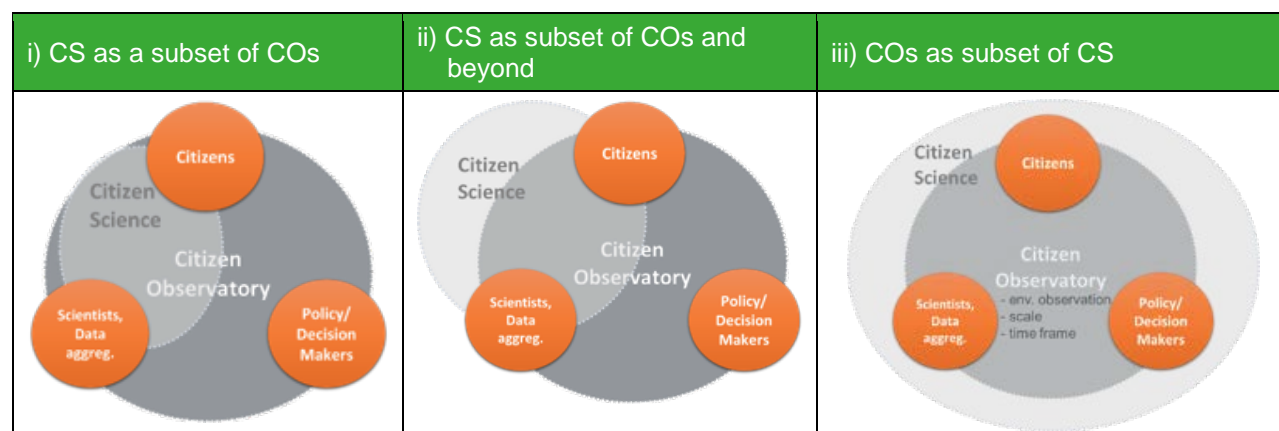 i) CS as a subset of COs
ii) CS as subset of COs and
beyond
iii) COs as subset of CS
Citizens
Citizen
Science
Citizen
Observatory
Scientists,
Data
aggreg.
Policy/
Decision
Makers
Citizen
Science
Citizens
Citizen
Observatory
Scientists,
Data
aggreg.
Policy/
Decision
Makers
Citizen
Science
Citizens
Citizen
Observatory
- env. observation
- scale
- time frame
Scientists,
Data
aggreg.
Policy/
Decision
Makers